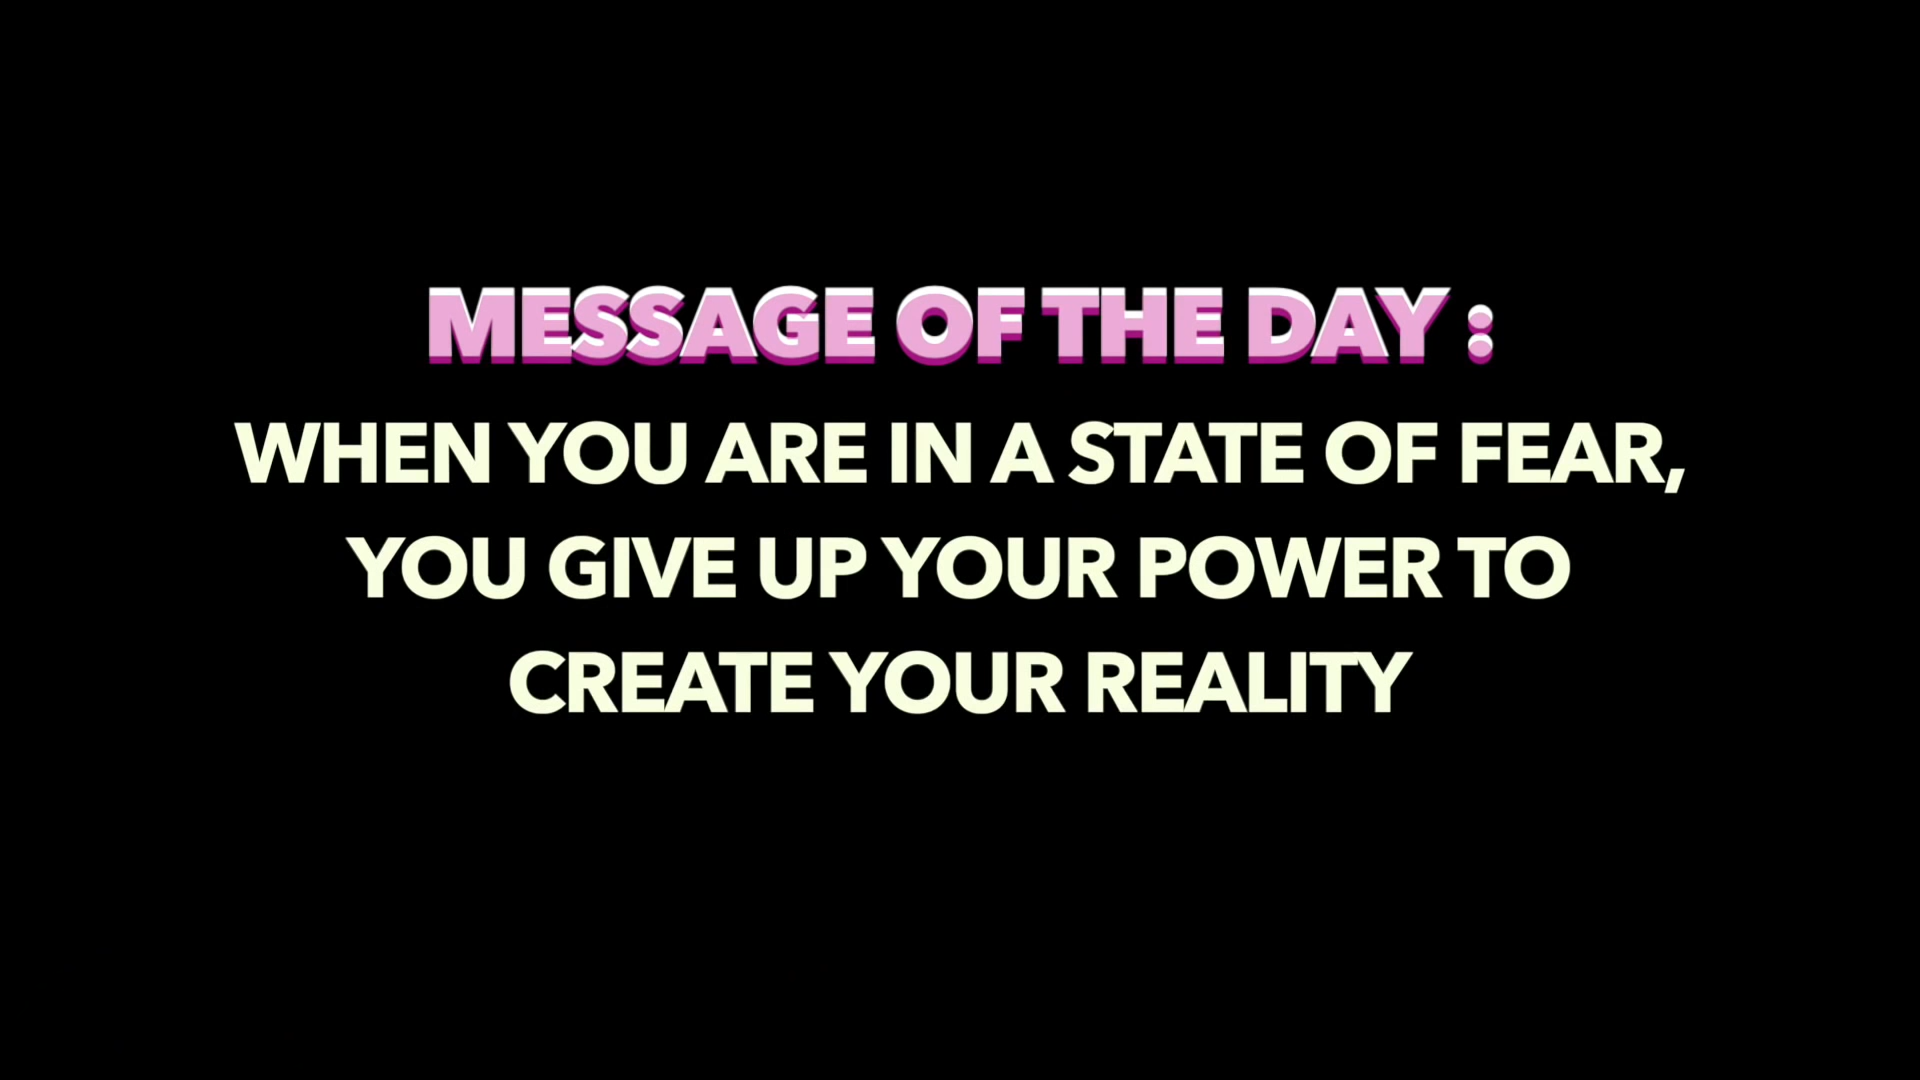 MESSAGE OF THE DAY :
WHEN YOU ARE IN A STATE OF FEAR,
YOU GIVE UP YOUR POWER TO
CREATE YOUR REALITY